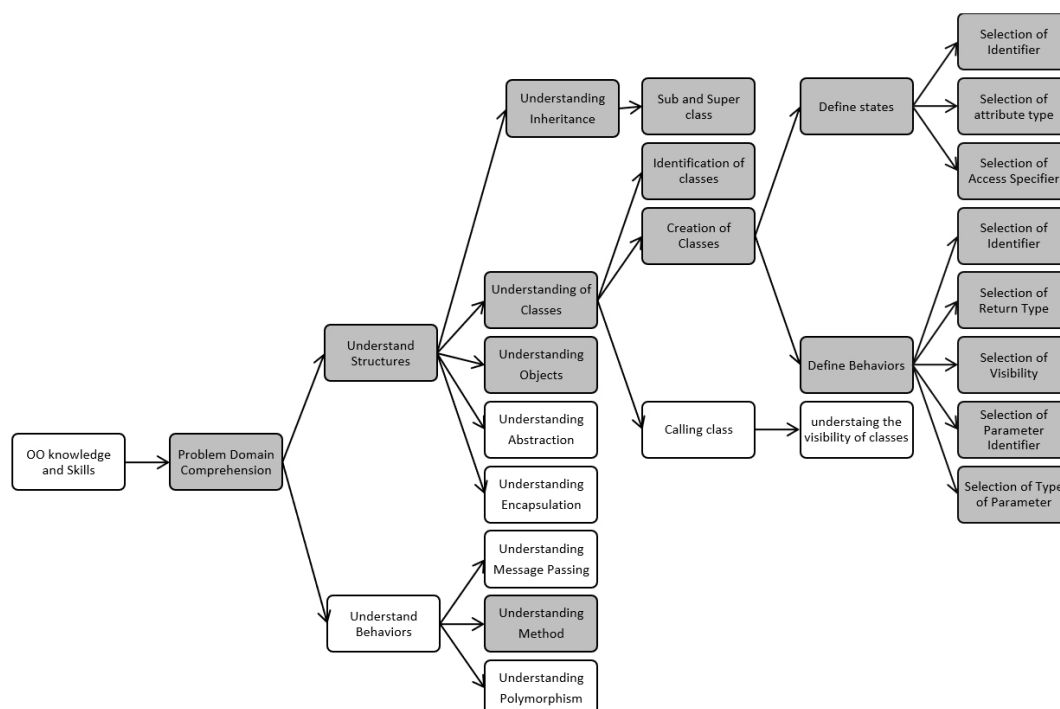 OO knowledge
and Skills
Problem Domain
Comprehension
Understand
Structures
Understand
Behaviors
Understanding
Inheritance
Understanding of
Classes
Understanding
Objects
Understanding
Abstraction
Understanding
Encapsulation
Understanding
Message Passing
Understanding
Method
Understanding
Polymorphism
Sub and Super
class
Identification of
classes
Creation of
Classes
Calling class
Define states
Define Behaviors
understaing the
visibility of classes
Selection of
Identifier
Selection of
attribute type
Selection of
Access Specifier
Selection of
Identifier
Selection of
Return Type
Selection of
Visibility
Selection of
Parameter
Identifier
Selection of Type
of Parameter